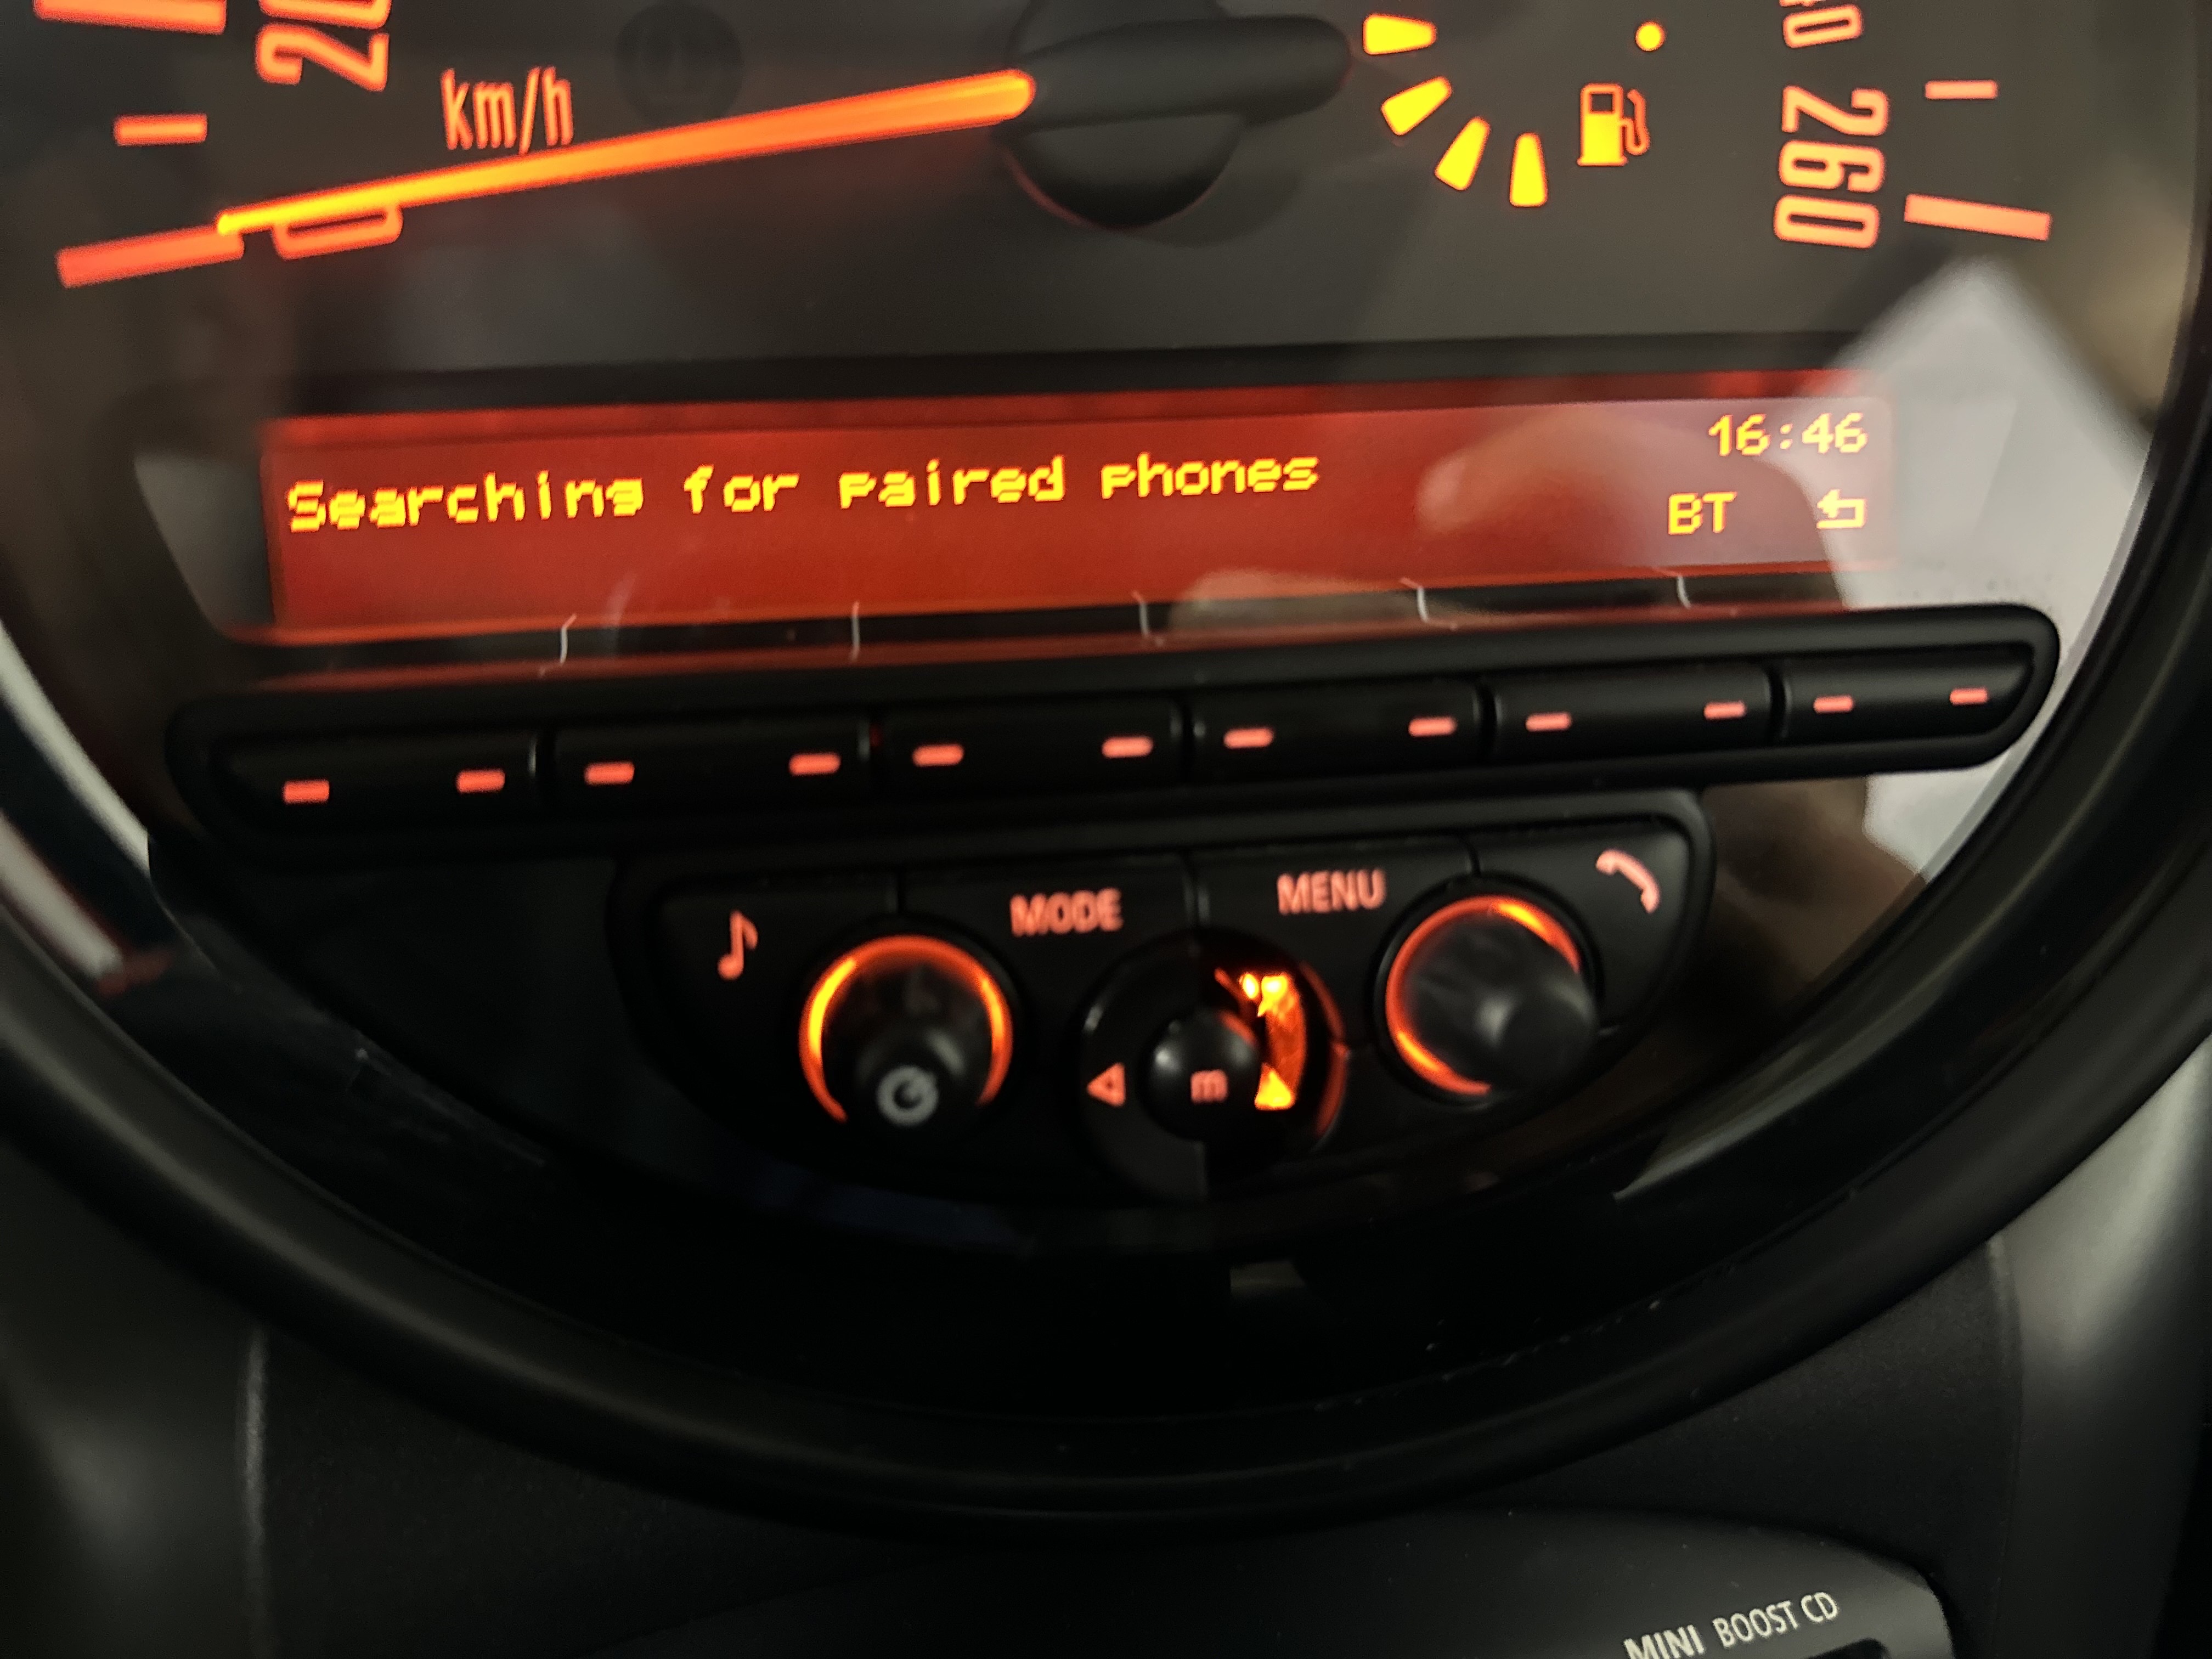 km/h
260
16:46
Searching for paired phones
BT
MODE
MENU
m
MINI BOOST CD